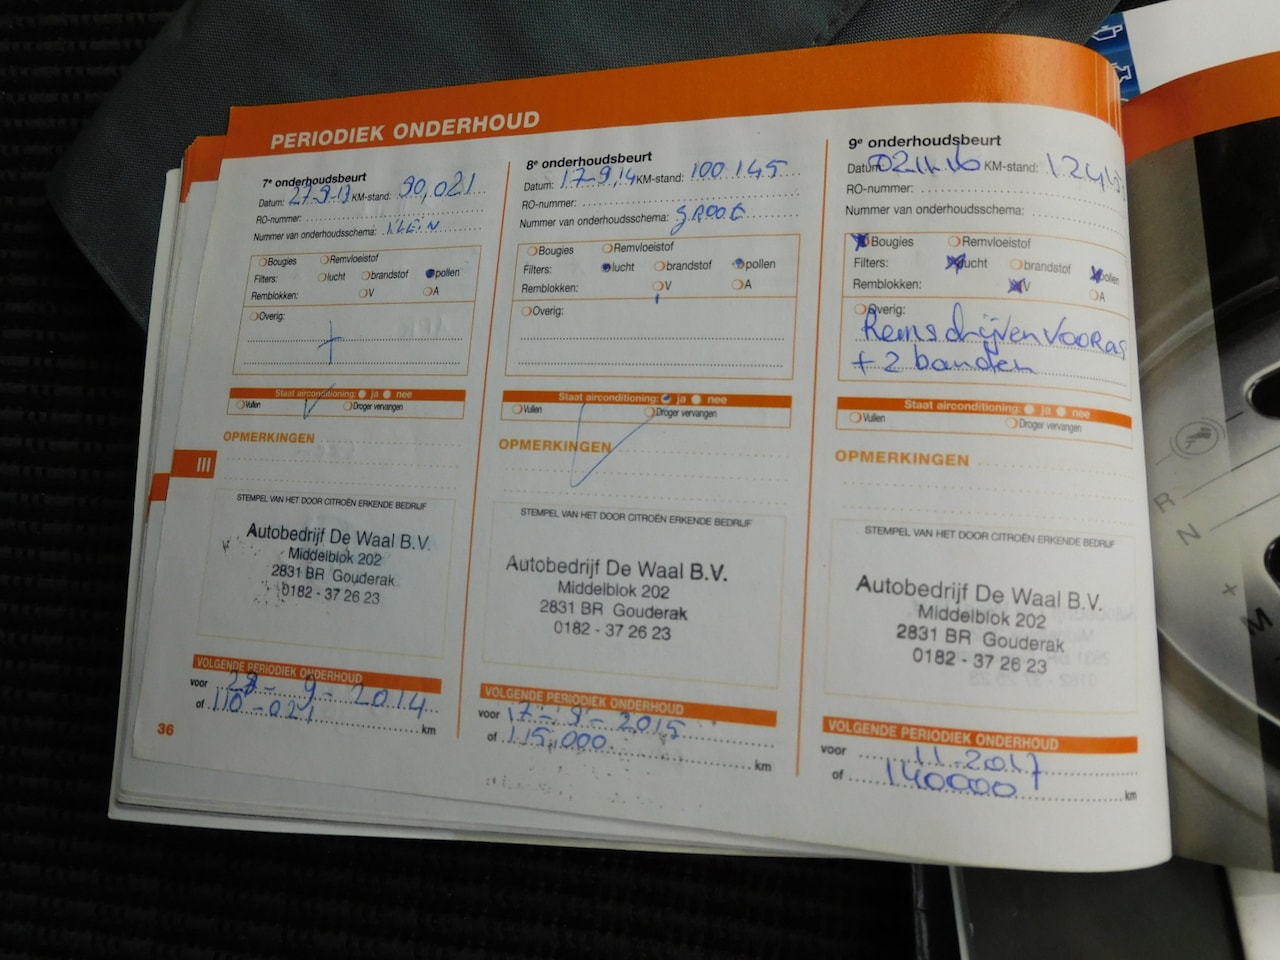 PERIODIEK ONDERHOUD
7e onderhoudsbeurt
Datum: 27-9-13 KM-stand: 90,021
RO-nummer:
Nummer van onderhoudsschema: KLEIN
Bougies Remvloeistof
Filters: lucht brandstof pollen
Remblokken: V A
Overig:
Staat airconditioning: ja nee
Vullen Droger vervangen
OPMERKINGEN
STEMPEL VAN HET DOOR CITROËN ERKENDE BEDRIJF
Autobedrijf De Waal B.V.
Middelblok 202
2831 BR Gouderak
0182 - 37 26 23
VOLGENDE PERIODIEK ONDERHOUD
voor 28-9-2014
of 110-021 km
8e onderhoudsbeurt
Datum: 17-9,14 KM-stand: 100 145
RO-nummer:
Nummer van onderhoudsschema: GROOT
Bougies Remvloeistof
Filters: lucht brandstof pollen
Remblokken: V A
Overig:
Staat airconditioning: ja nee
Vullen Droger vervangen
OPMERKINGEN
STEMPEL VAN HET DOOR CITROËN ERKENDE BEDRIJF
Autobedrijf De Waal B.V.
Middelblok 202
2831 BR Gouderak
0182 - 37 26 23
VOLGENDE PERIODIEK ONDERHOUD
voor 17-9-2015
of 115,000 km
9e onderhoudsbeurt
Datum: 02.11.16 KM-stand:
RO-nummer:
Nummer van onderhoudsschema:
Bougies Remvloeistof
Filters: lucht brandstof pollen
Remblokken: V A
Overig:
Remschijven vooras
+ 2 banden
Staat airconditioning: ja nee
Vullen Droger vervangen
OPMERKINGEN
STEMPEL VAN HET DOOR CITROËN ERKENDE BEDRIJF
Autobedrijf De Waal B.V.
Middelblok 202
2831 BR Gouderak
0182 - 37 26 23
VOLGENDE PERIODIEK ONDERHOUD
voor 11-2017
of 140000 km
III
36
R
N
+
M